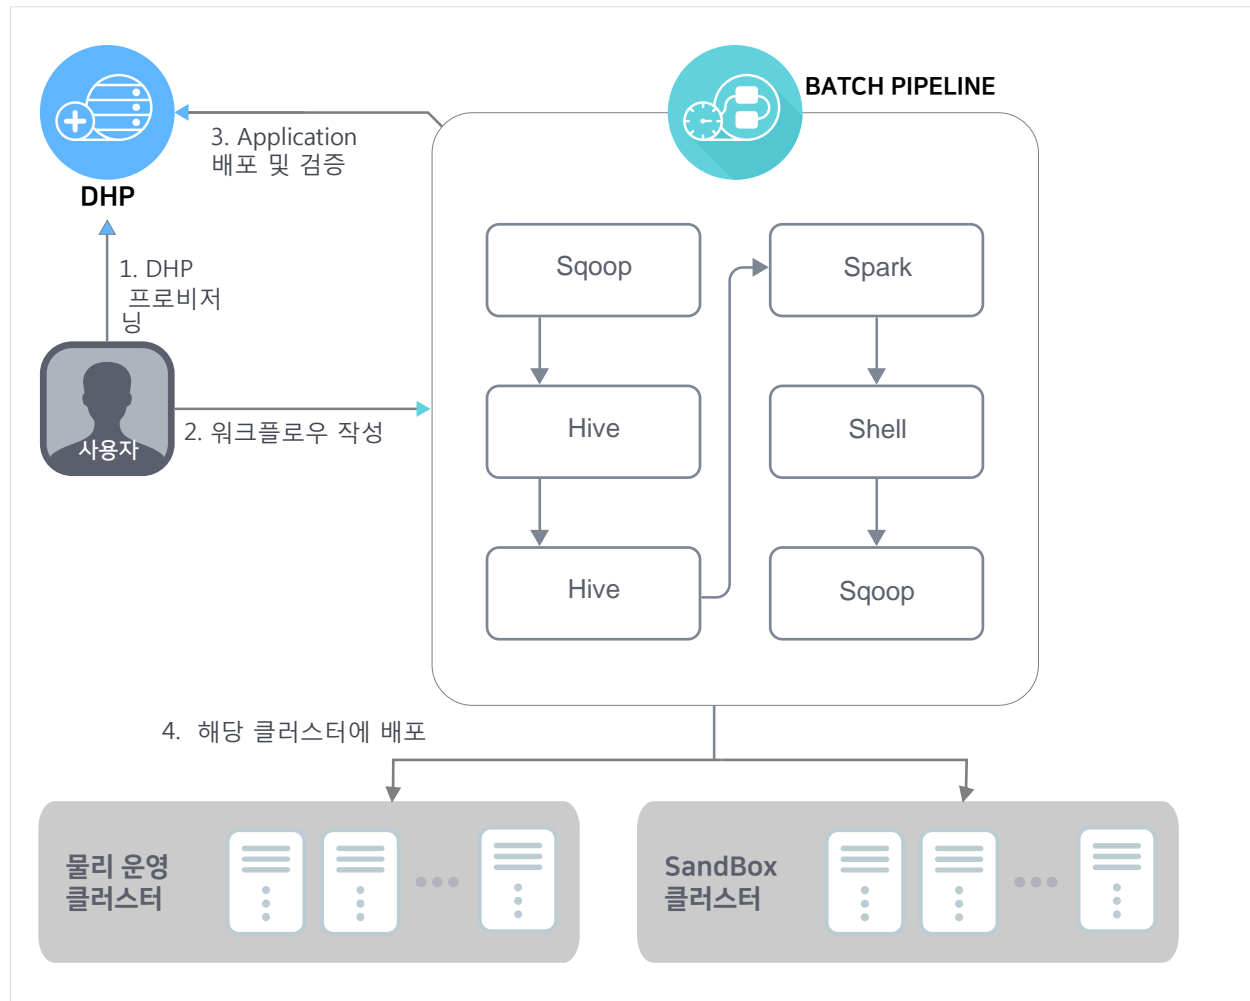 BATCH PIPELINE
3. Application
배포 및 검증
DHP
1. DHP
프로비저
닝
사용자
2. 워크플로우 작성
Sqoop
Hive
Hive
Spark
Shell
Sqoop
4. 해당 클러스터에 배포
물리 운영
클러스터
SandBox
클러스터